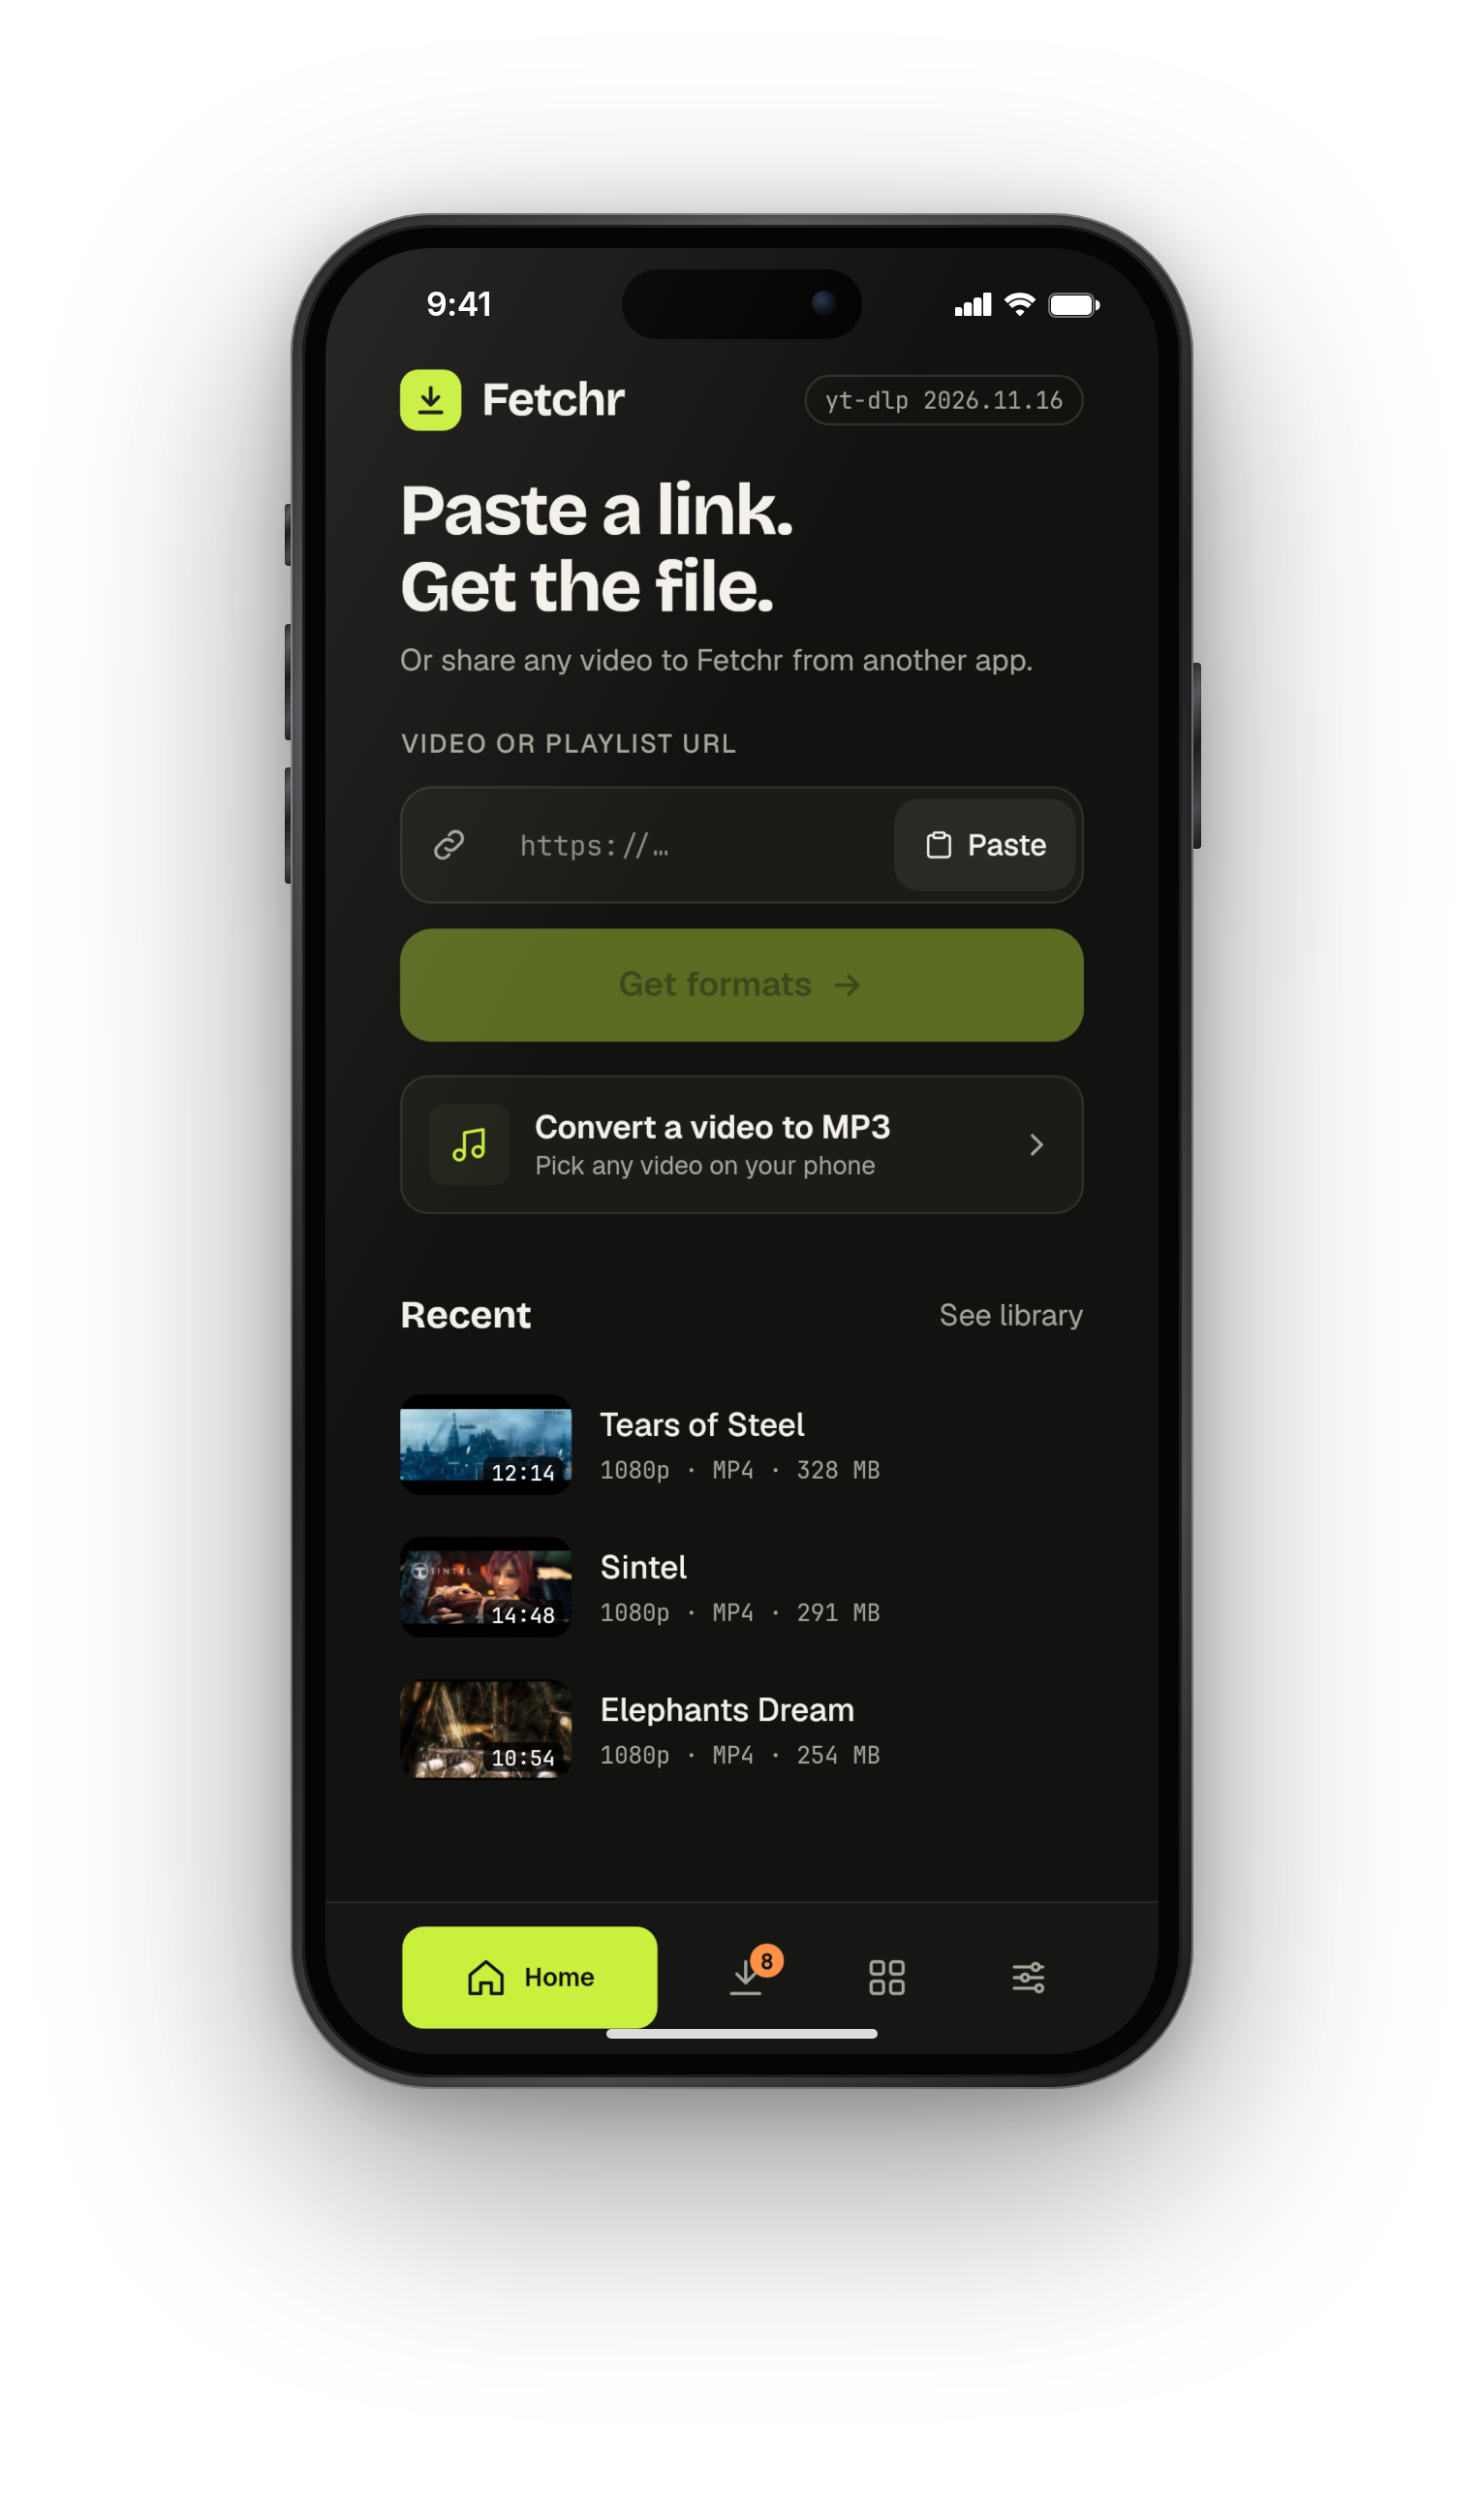 9:41
Fetchr
yt-dlp 2026.11.16
Paste a link.
Get the file.
Or share any video to Fetchr from another app.
VIDEO OR PLAYLIST URL
https://…
Paste
Get formats →
Convert a video to MP3
Pick any video on your phone
Recent
See library
12:14
Tears of Steel
1080p · MP4 · 328 MB
SINTEL
14:48
Sintel
1080p · MP4 · 291 MB
10:54
Elephants Dream
1080p · MP4 · 254 MB
Home
8